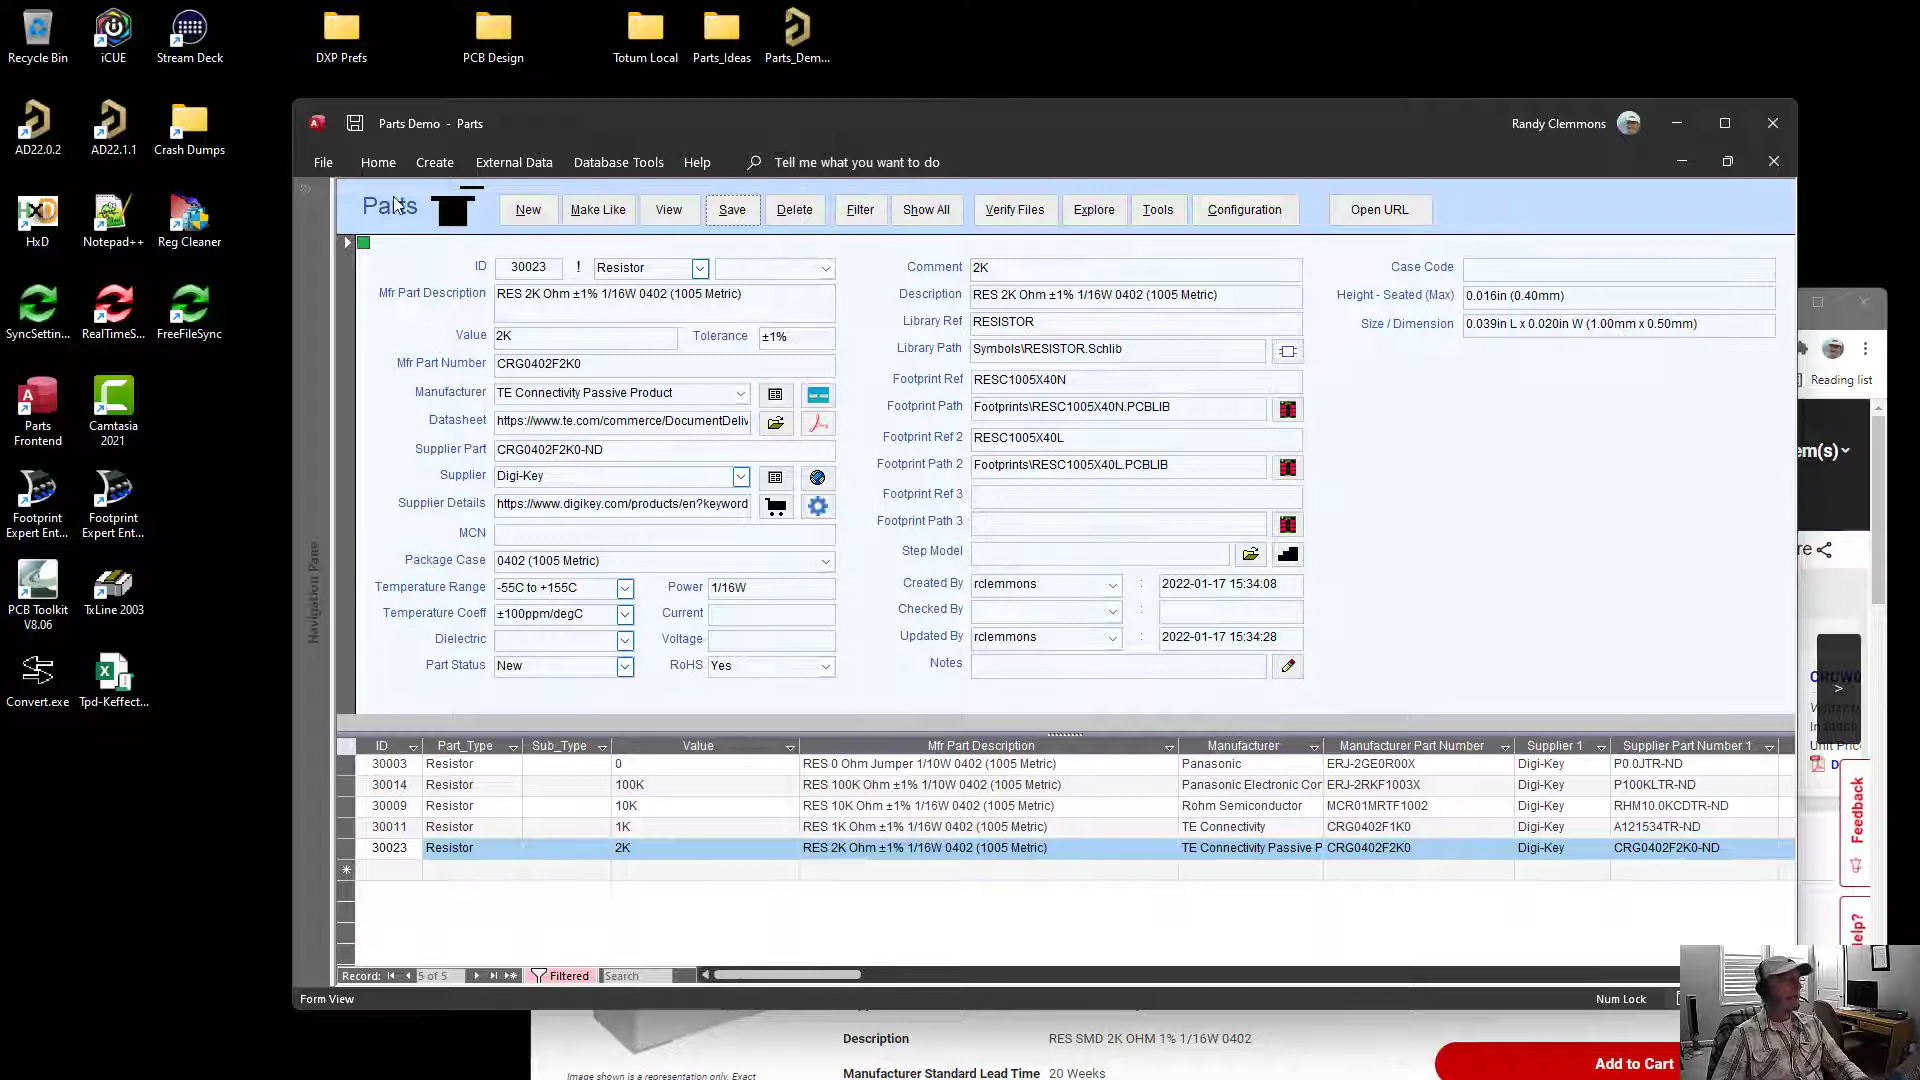 Recycle Bin
iCUE
Stream Deck
DXP Prefs
PCB Design
Totum Local
Parts_Ideas
Parts_Dem...
AD22.0.2
AD22.1.1
Crash Dumps
HxD
Notepad++
Reg Cleaner
SyncSettin...
RealTimeS...
FreeFileSync
Parts Frontend
Camtasia 2021
Footprint Expert Ent...
Footprint Expert Ent...
PCB Toolkit V8.06
TxLine 2003
Convert.exe
Tpd-Keffect...
Parts Demo - Parts
Randy Clemmons
File Home Create External Data Database Tools Help Tell me what you want to do
Parts New Make Like View Save Delete Filter Show All Verify Files Explore Tools Configuration Open URL
ID 30023 ! Resistor
Mfr Part Description RES 2K Ohm ±1% 1/16W 0402 (1005 Metric)
Value 2K Tolerance ±1%
Mfr Part Number CRG0402F2K0
Manufacturer TE Connectivity Passive Product
Datasheet https://www.te.com/commerce/DocumentDeliv
Supplier Part CRG0402F2K0-ND
Supplier Digi-Key
Supplier Details https://www.digikey.com/products/en?keyword
MCN
Package Case 0402 (1005 Metric)
Temperature Range -55C to +155C Power 1/16W
Temperature Coeff ±100ppm/degC Current
Dielectric Voltage
Part Status New RoHS Yes
Comment 2K
Description RES 2K Ohm ±1% 1/16W 0402 (1005 Metric)
Library Ref RESISTOR
Library Path Symbols\RESISTOR.Schlib
Footprint Ref RESC1005X40N
Footprint Path Footprints\RESC1005X40N.PCBLIB
Footprint Ref 2 RESC1005X40L
Footprint Path 2 Footprints\RESC1005X40L.PCBLIB
Footprint Ref 3
Footprint Path 3
Step Model
Created By rclemmons : 2022-01-17 15:34:08
Checked By :
Updated By rclemmons : 2022-01-17 15:34:28
Notes
Case Code
Height - Seated (Max) 0.016in (0.40mm)
Size / Dimension 0.039in L x 0.020in W (1.00mm x 0.50mm)
Navigation Pane
ID Part_Type Sub_Type Value Mfr Part Description Manufacturer Manufacturer Part Number Supplier 1 Supplier Part Number 1
30003 Resistor 0 RES 0 Ohm Jumper 1/10W 0402 (1005 Metric) Panasonic ERJ-2GE0R00X Digi-Key P0.0JTR-ND
30014 Resistor 100K RES 100K Ohm ±1% 1/10W 0402 (1005 Metric) Panasonic Electronic Cor ERJ-2RKF1003X Digi-Key P100KLTR-ND
30009 Resistor 10K RES 10K Ohm ±1% 1/16W 0402 (1005 Metric) Rohm Semiconductor MCR01MRTF1002 Digi-Key RHM10.0KCDTR-ND
30011 Resistor 1K RES 1K Ohm ±1% 1/16W 0402 (1005 Metric) TE Connectivity CRG0402F1K0 Digi-Key A121534TR-ND
30023 Resistor 2K RES 2K Ohm ±1% 1/16W 0402 (1005 Metric) TE Connectivity Passive P CRG0402F2K0 Digi-Key CRG0402F2K0-ND
Record: 5 of 5 Filtered Search
Form View
Num Lock
Reading list
em(s)
re
Unit Pric
Feedback
Help?
Description RES SMD 2K OHM 1% 1/16W 0402
Manufacturer Standard Lead Time 20 Weeks
Image shown is a representation only. Exact
Add to Cart